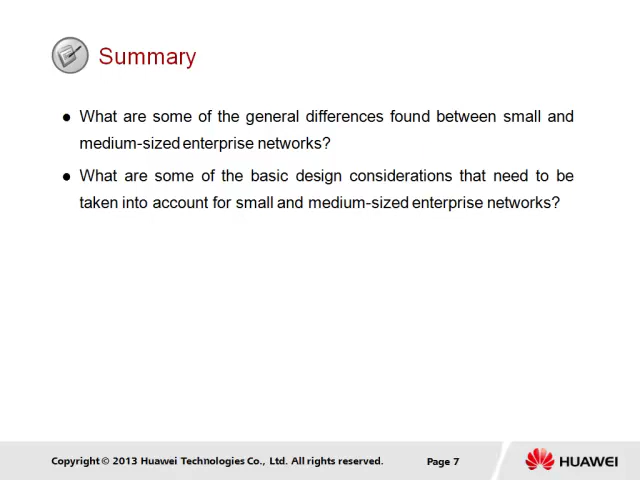 Summary
● What are some of the general differences found between small and
medium-sized enterprise networks?
● What are some of the basic design considerations that need to be
taken into account for small and medium-sized enterprise networks?
Copyright © 2013 Huawei Technologies Co., Ltd. All rights reserved.
Page 7
HUAWEI